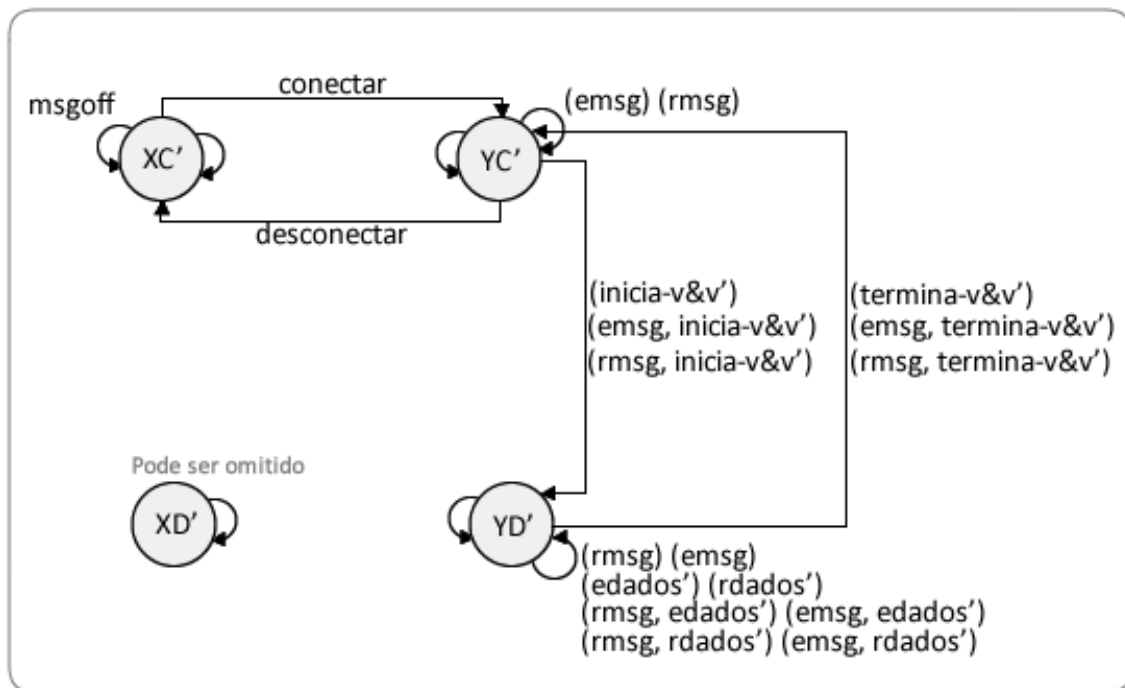 conectar
msgoff
(emsg) (rmsg)
XC’
YC’
desconectar
(inicia-v&v’)
(emsg, inicia-v&v’)
(rmsg, inicia-v&v’)
(termina-v&v’)
(emsg, termina-v&v’)
(rmsg, termina-v&v’)
Pode ser omitido
XD’
YD’
(rmsg) (emsg)
(edados’) (rdados’)
(rmsg, edados’) (emsg, edados’)
(rmsg, rdados’) (emsg, rdados’)